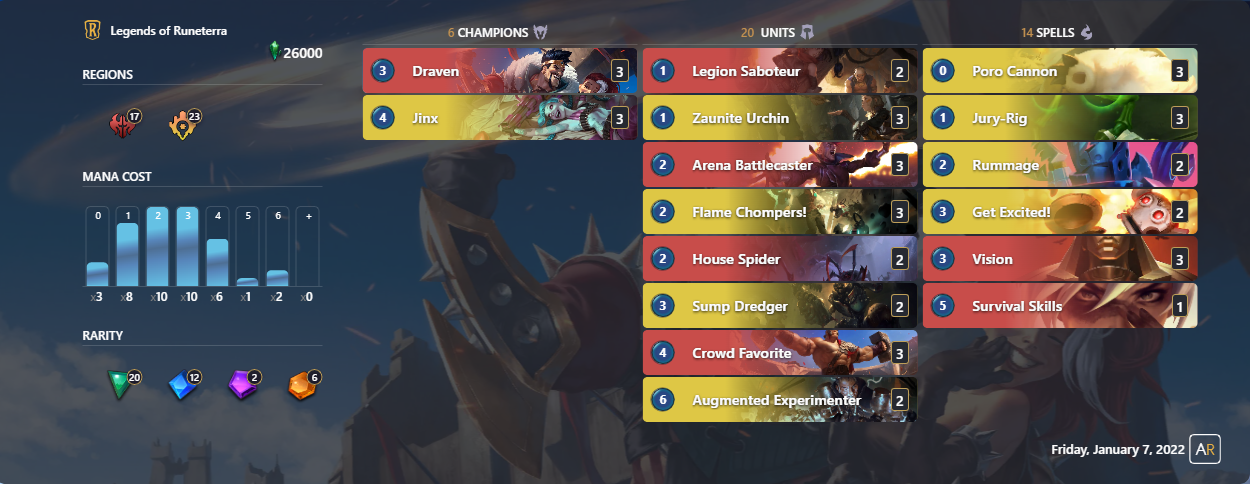 Legends of Runeterra
26000
REGIONS
17 23
MANA COST
0 1 2 3 4 5 6 +
x3 x8 x10 x10 x6 x1 x2 x0
RARITY
20 12 2 6
6 CHAMPIONS
3 Draven 3
4 Jinx 3
20 UNITS
1 Legion Saboteur 2
1 Zaunite Urchin 3
2 Arena Battlecaster 3
2 Flame Chompers! 3
2 House Spider 2
3 Sump Dredger 2
4 Crowd Favorite 3
6 Augmented Experimenter 2
14 SPELLS
0 Poro Cannon 3
1 Jury-Rig 3
2 Rummage 2
3 Get Excited! 2
3 Vision 3
5 Survival Skills 1
Friday, January 7, 2022 AR